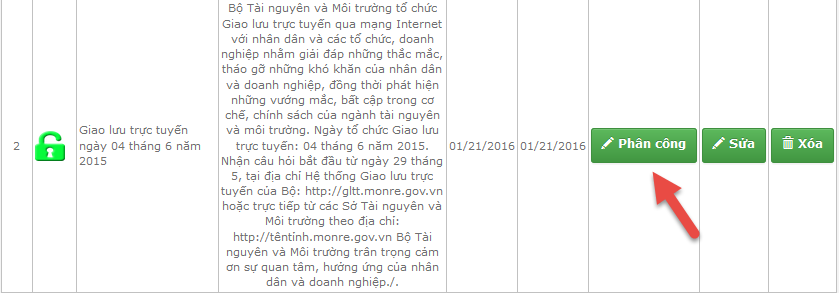 Bộ Tài nguyên và Môi trường tổ chức
Giao lưu trực tuyến qua mạng Internet
với nhân dân và các tổ chức, doanh
nghiệp nhằm giải đáp những thắc mắc,
tháo gỡ những khó khăn của nhân dân
và doanh nghiệp, đồng thời phát hiện
những vướng mắc, bất cập trong cơ
chế, chính sách của ngành tài nguyên
và môi trường. Ngày tổ chức Giao lưu
trực tuyến: 04 tháng 6 năm 2015.
Nhận câu hỏi bắt đầu từ ngày 29 tháng
5, tại địa chỉ Hệ thống Giao lưu trực
tuyến của Bộ: http://gltt.monre.gov.vn
hoặc trực tiếp từ các Sở Tài nguyên và
Môi trường theo địa chỉ:
http://têntỉnh.monre.gov.vn Bộ Tài
nguyên và Môi trường trân trọng cảm
ơn sự quan tâm, hưởng ứng của nhân
dân và doanh nghiệp./.
2
Giao lưu trực tuyến
ngày 04 tháng 6 năm
2015
01/21/2016
01/21/2016
Phân công
Sửa
Xóa